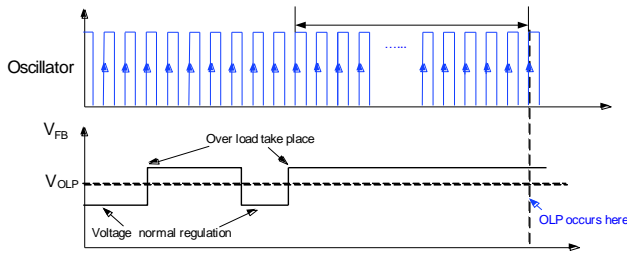 ......
Oscillator
VFB
Over load take place
VOLP
OLP occurs here
Voltage normal regulation